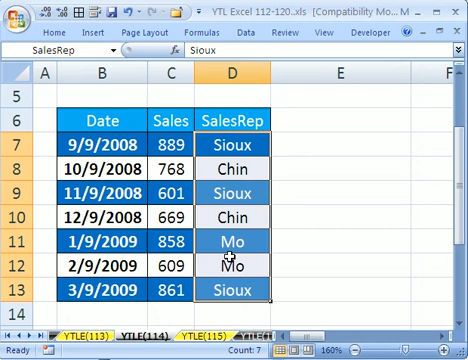 YTL Excel 112-120..xls [Compatibility Mo... M
Home Insert Page Layout Formulas Data Review View Developer
SalesRep fx Sioux
A B C D E F
5
6 Date Sales SalesRep
7 9/9/2008 889 Sioux
8 10/9/2008 768 Chin
9 11/9/2008 601 Sioux
10 12/9/2008 669 Chin
11 1/9/2009 858 Mo
12 2/9/2009 609 Mo
13 3/9/2009 861 Sioux
14
YTLE(113) YTLE(114) YTLE(115) YTLE(1
Ready Count: 7 160%